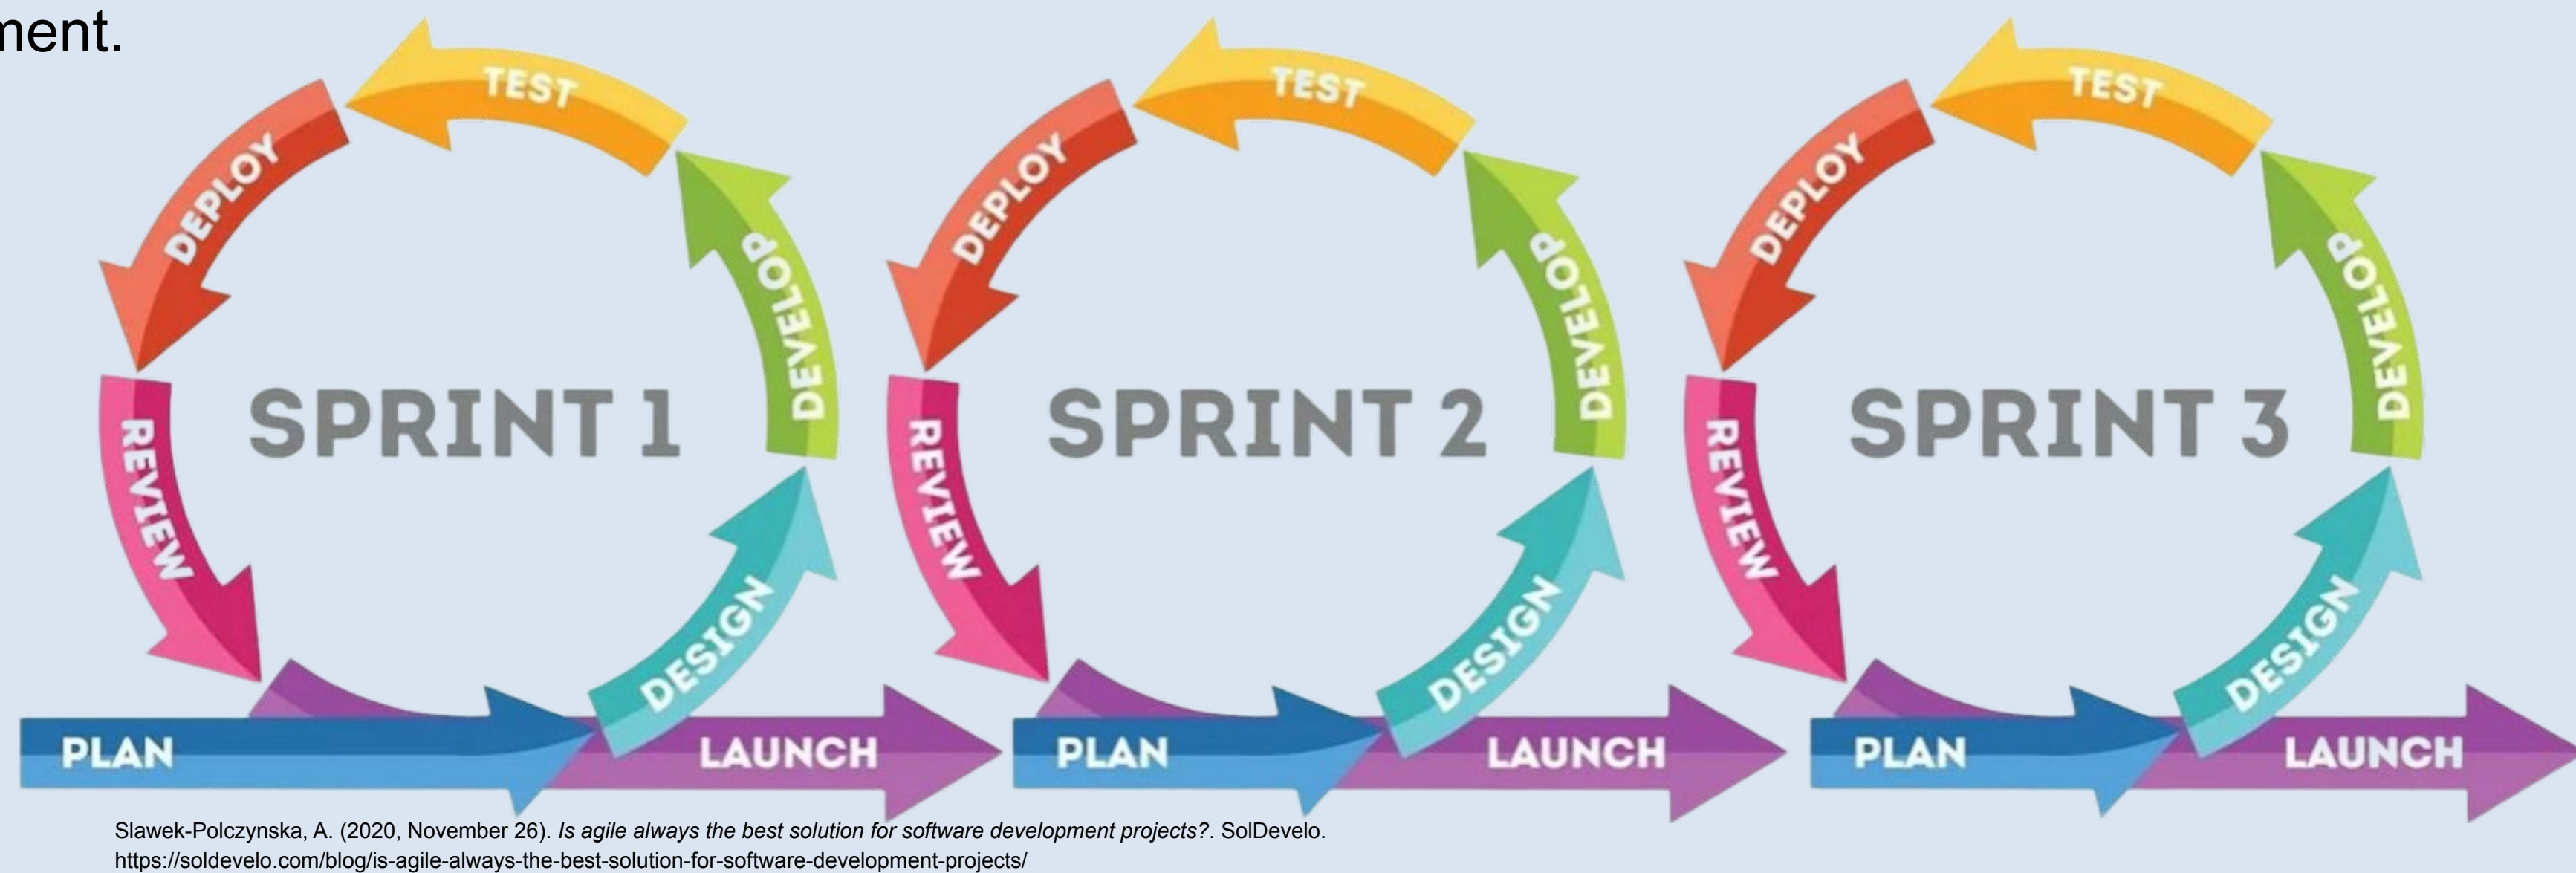 ment.
TEST
DEPLOY
DEVELOP
SPRINT 1
REVIEW
DESIGN
PLAN
LAUNCH
TEST
DEPLOY
DEVELOP
SPRINT 2
REVIEW
DESIGN
PLAN
LAUNCH
TEST
DEPLOY
DEVELOP
SPRINT 3
REVIEW
DESIGN
PLAN
LAUNCH
Slawek-Polczynska, A. (2020, November 26). Is agile always the best solution for software development projects?. SolDevelo.
https://soldevelo.com/blog/is-agile-always-the-best-solution-for-software-development-projects/